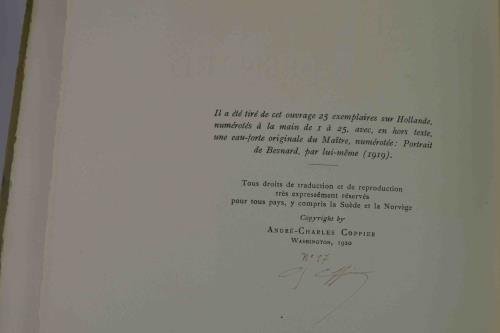 Il a été tiré de cet ouvrage 25 exemplaires sur Hollande,
numérotés à la main de 1 à 25, avec, en hors texte,
une eau-forte originale du Maître, numérotée: Portrait
de Besnard, par lui-même (1919).
Tous droits de traduction et de reproduction
très expressément réservés
pour tous pays, y compris la Suède et la Norvège
Copyright by
ANDRÉ-CHARLES COPPIER
WASHINGTON, 1920
N° 17